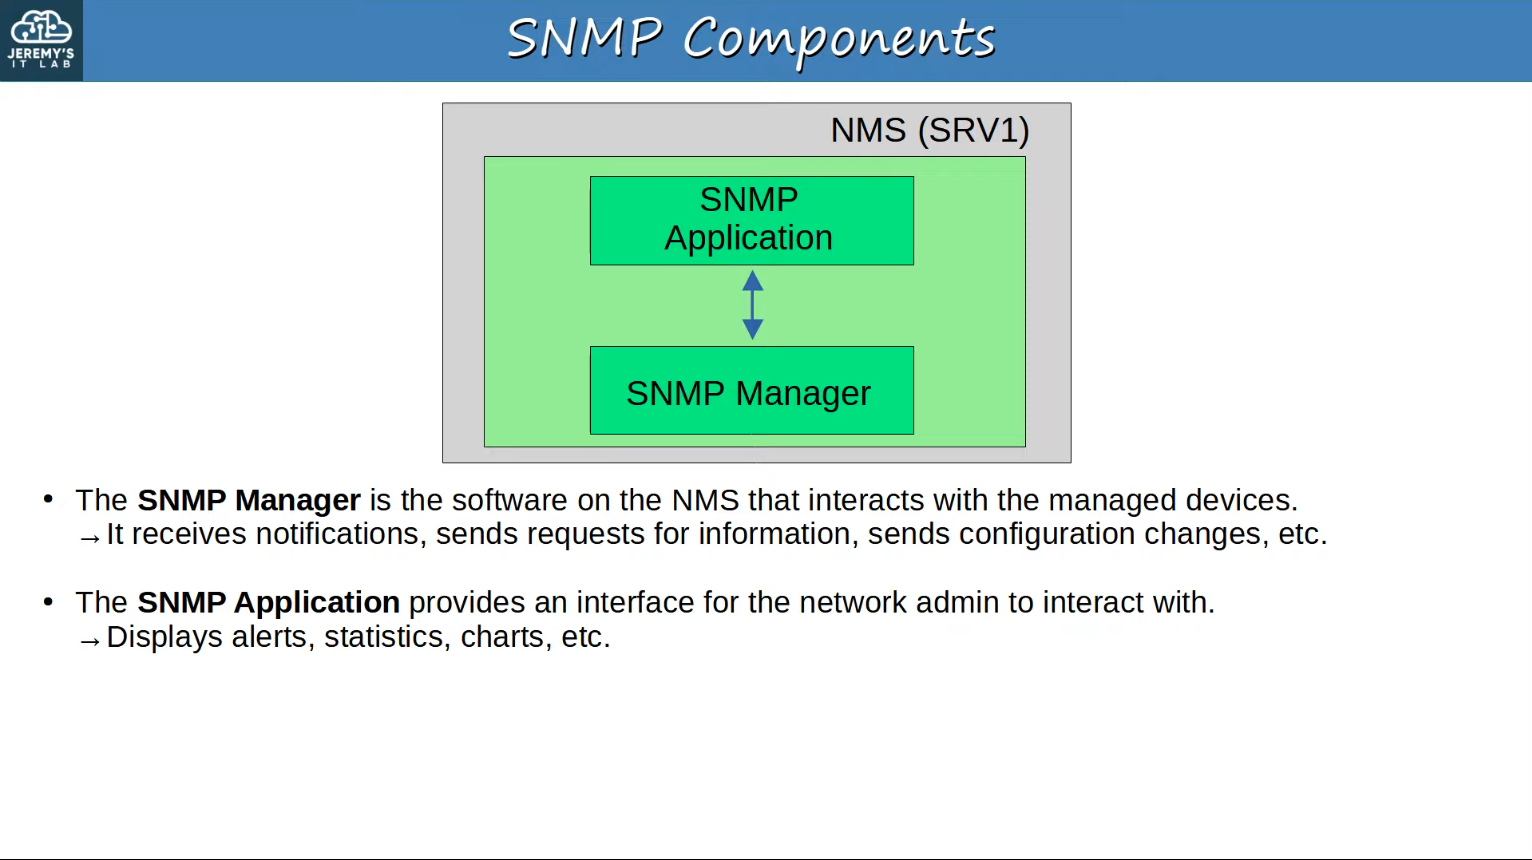 JEREMY'S
IT LAB
SNMP Components
NMS (SRV1)
SNMP
Application
SNMP Manager
• The SNMP Manager is the software on the NMS that interacts with the managed devices.
→It receives notifications, sends requests for information, sends configuration changes, etc.
• The SNMP Application provides an interface for the network admin to interact with.
→Displays alerts, statistics, charts, etc.